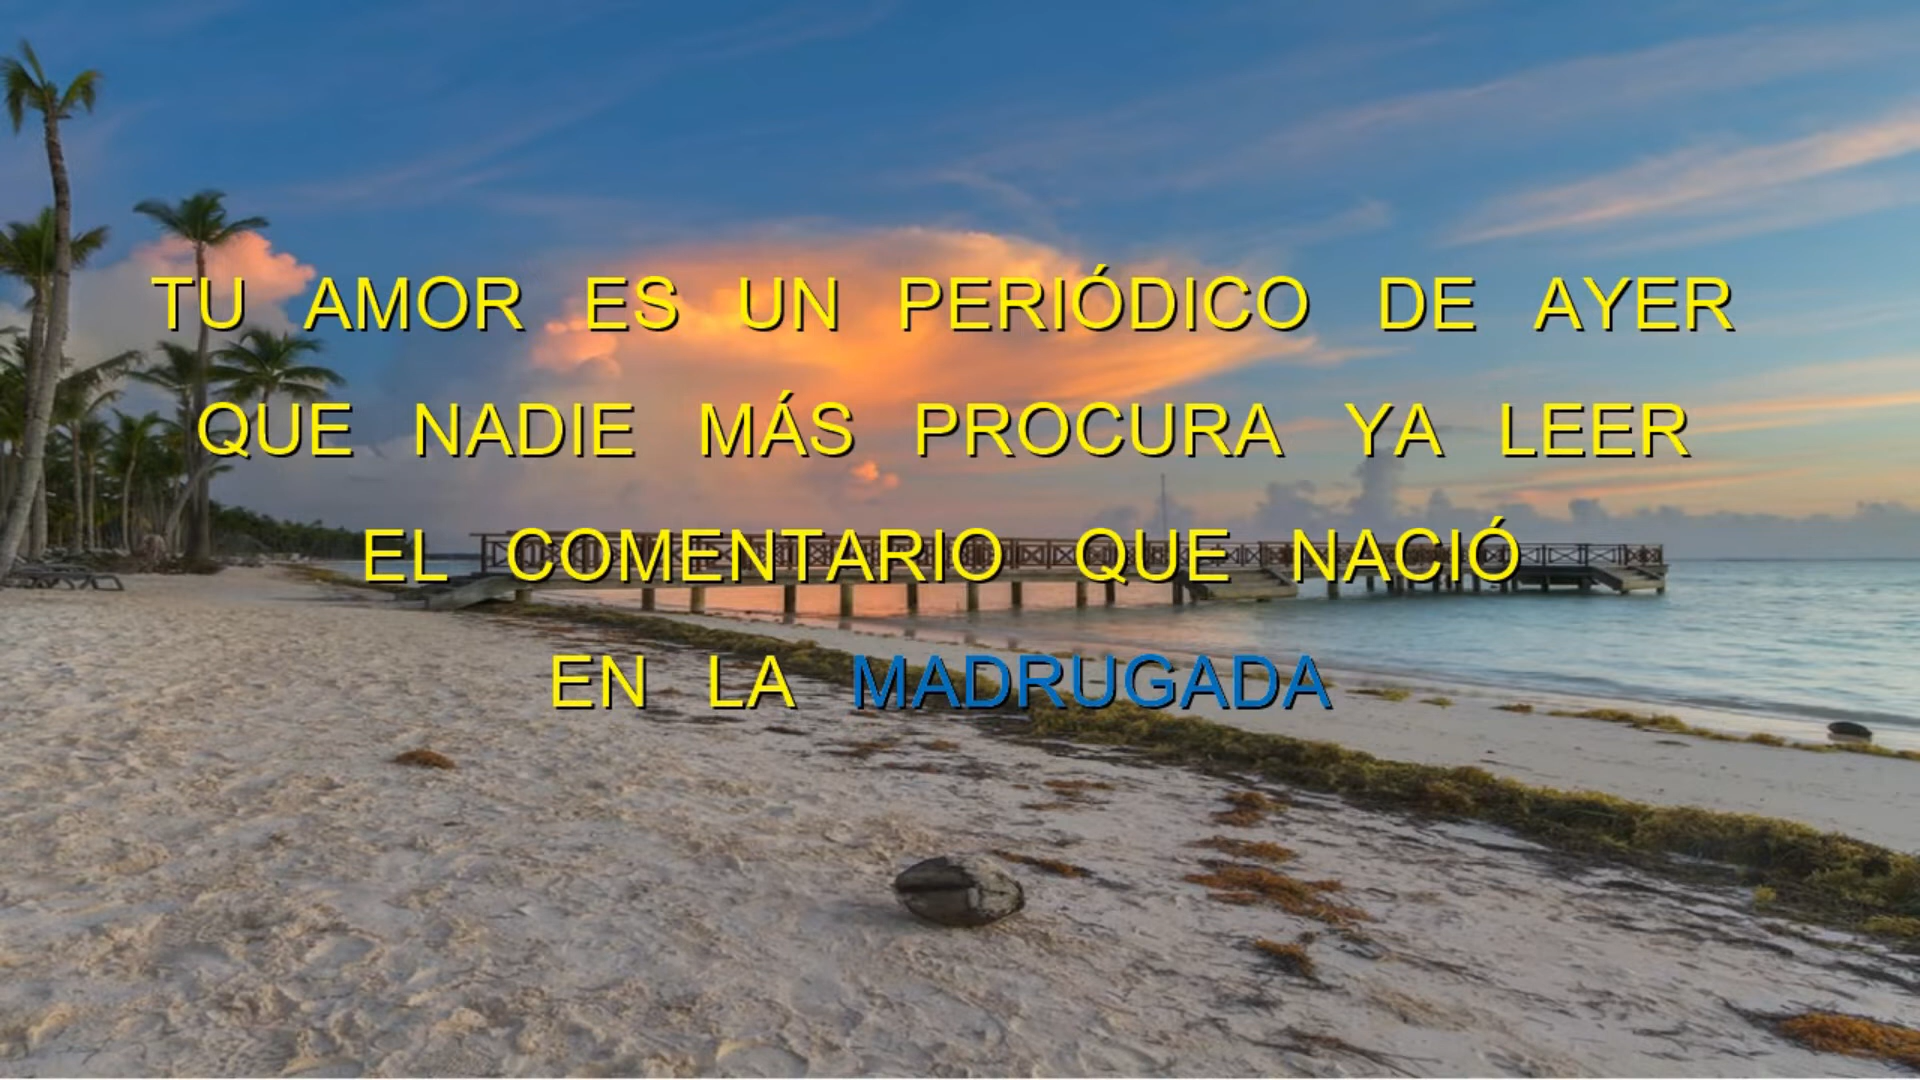 TU AMOR ES UN PERIÓDICO DE AYER
QUE NADIE MÁS PROCURA YA LEER
EL COMENTARIO QUE NACIÓ
EN LA MADRUGADA